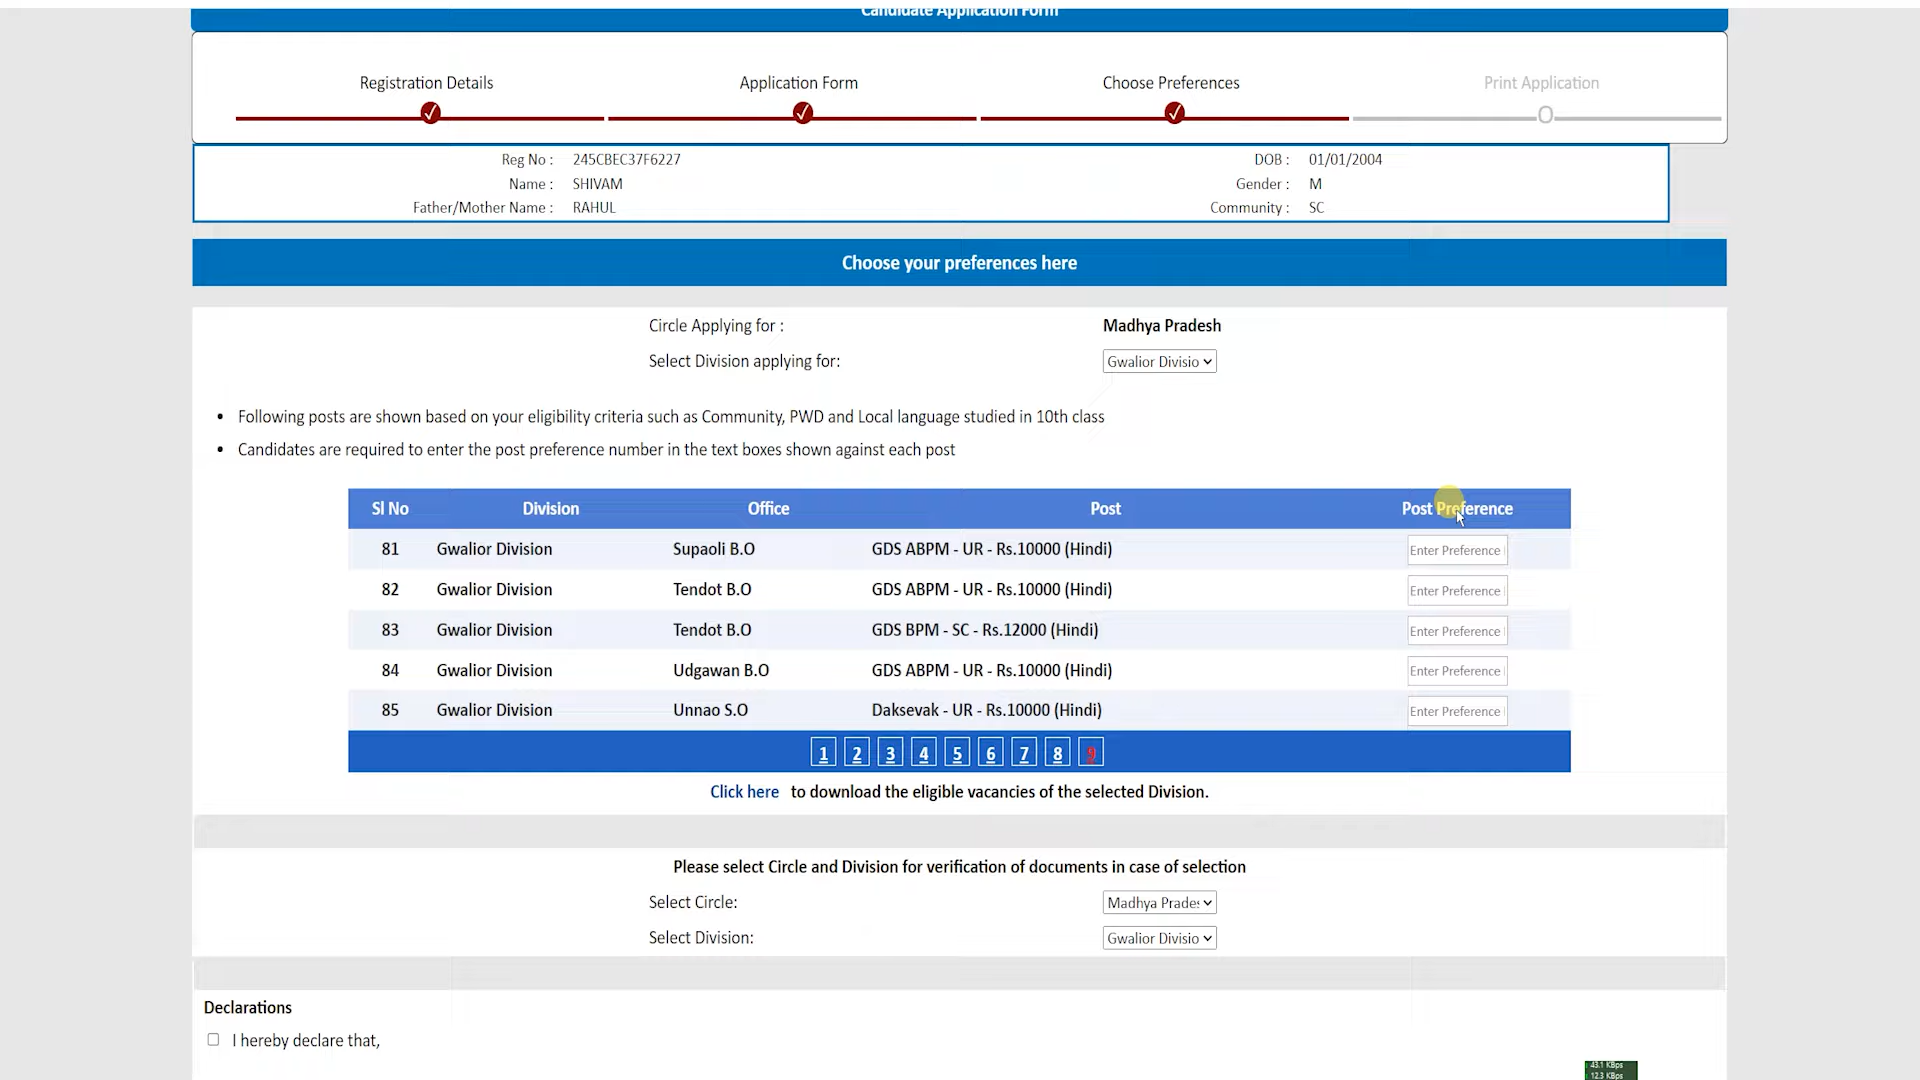 Candidate Application Form
Registration Details Application Form Choose Preferences Print Application
Reg No : 245CBEC37F6227 DOB : 01/01/2004
Name : SHIVAM Gender : M
Father/Mother Name : RAHUL Community : SC
Choose your preferences here
Circle Applying for : Madhya Pradesh
Select Division applying for: Gwalior Divisio
• Following posts are shown based on your eligibility criteria such as Community, PWD and Local language studied in 10th class
• Candidates are required to enter the post preference number in the text boxes shown against each post
Sl No Division Office Post Post Preference
81 Gwalior Division Supaoli B.O GDS ABPM - UR - Rs.10000 (Hindi) Enter Preference
82 Gwalior Division Tendot B.O GDS ABPM - UR - Rs.10000 (Hindi) Enter Preference
83 Gwalior Division Tendot B.O GDS BPM - SC - Rs.12000 (Hindi) Enter Preference
84 Gwalior Division Udgawan B.O GDS ABPM - UR - Rs.10000 (Hindi) Enter Preference
85 Gwalior Division Unnao S.O Daksevak - UR - Rs.10000 (Hindi) Enter Preference
1 2 3 4 5 6 7 8 9
Click here to download the eligible vacancies of the selected Division.
Please select Circle and Division for verification of documents in case of selection
Select Circle: Madhya Prades
Select Division: Gwalior Divisio
Declarations
I hereby declare that,
43.1 KBps
12.3 KBps